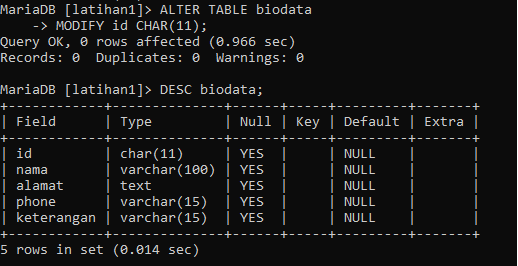 MariaDB [latihan1]> ALTER TABLE biodata
    -> MODIFY id CHAR(11);
Query OK, 0 rows affected (0.966 sec)
Records: 0  Duplicates: 0  Warnings: 0

MariaDB [latihan1]> DESC biodata;
+------------+--------------+------+-----+---------+-------+
| Field      | Type         | Null | Key | Default | Extra |
+------------+--------------+------+-----+---------+-------+
| id         | char(11)     | YES  |     | NULL    |       |
| nama       | varchar(100) | YES  |     | NULL    |       |
| alamat     | text         | YES  |     | NULL    |       |
| phone      | varchar(15)  | YES  |     | NULL    |       |
| keterangan | varchar(15)  | YES  |     | NULL    |       |
+------------+--------------+------+-----+---------+-------+
5 rows in set (0.014 sec)